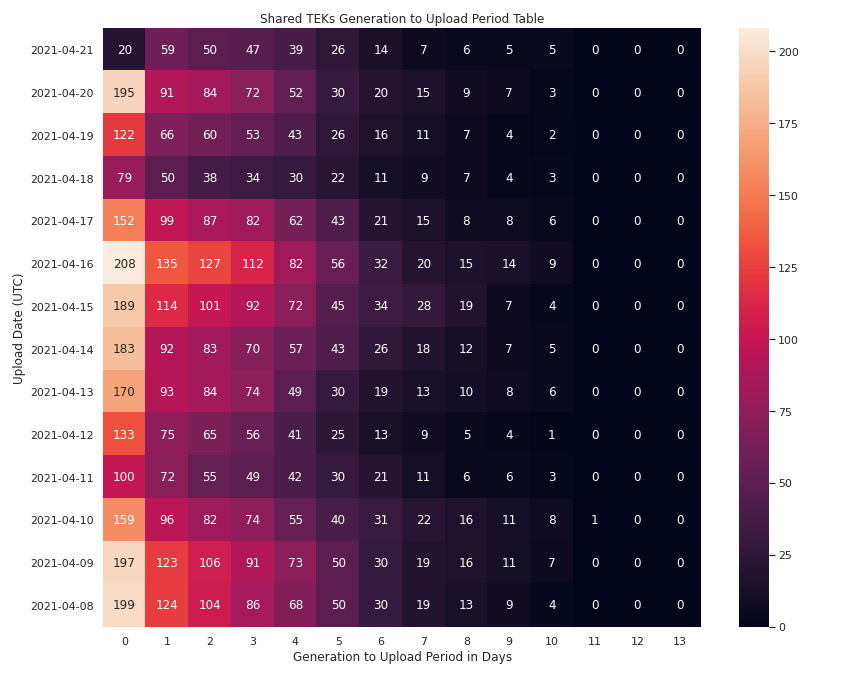 Shared TEKs Generation to Upload Period Table
Upload Date (UTC)
2021-04-21 20 59 50 47 39 26 14 7 6 5 5 0 0 0
2021-04-20 195 91 84 72 52 30 20 15 9 7 3 0 0 0
2021-04-19 122 66 60 53 43 26 16 11 7 4 2 0 0 0
2021-04-18 79 50 38 34 30 22 11 9 7 4 3 0 0 0
2021-04-17 152 99 87 82 62 43 21 15 8 8 6 0 0 0
2021-04-16 208 135 127 112 82 56 32 20 15 14 9 0 0 0
2021-04-15 189 114 101 92 72 45 34 28 19 7 4 0 0 0
2021-04-14 183 92 83 70 57 43 26 18 12 7 5 0 0 0
2021-04-13 170 93 84 74 49 30 19 13 10 8 6 0 0 0
2021-04-12 133 75 65 56 41 25 13 9 5 4 1 0 0 0
2021-04-11 100 72 55 49 42 30 21 11 6 6 3 0 0 0
2021-04-10 159 96 82 74 55 40 31 22 16 11 8 1 0 0
2021-04-09 197 123 106 91 73 50 30 19 16 11 7 0 0 0
2021-04-08 199 124 104 86 68 50 30 19 13 9 4 0 0 0
0 1 2 3 4 5 6 7 8 9 10 11 12 13
Generation to Upload Period in Days
200
175
150
125
100
75
50
25
0